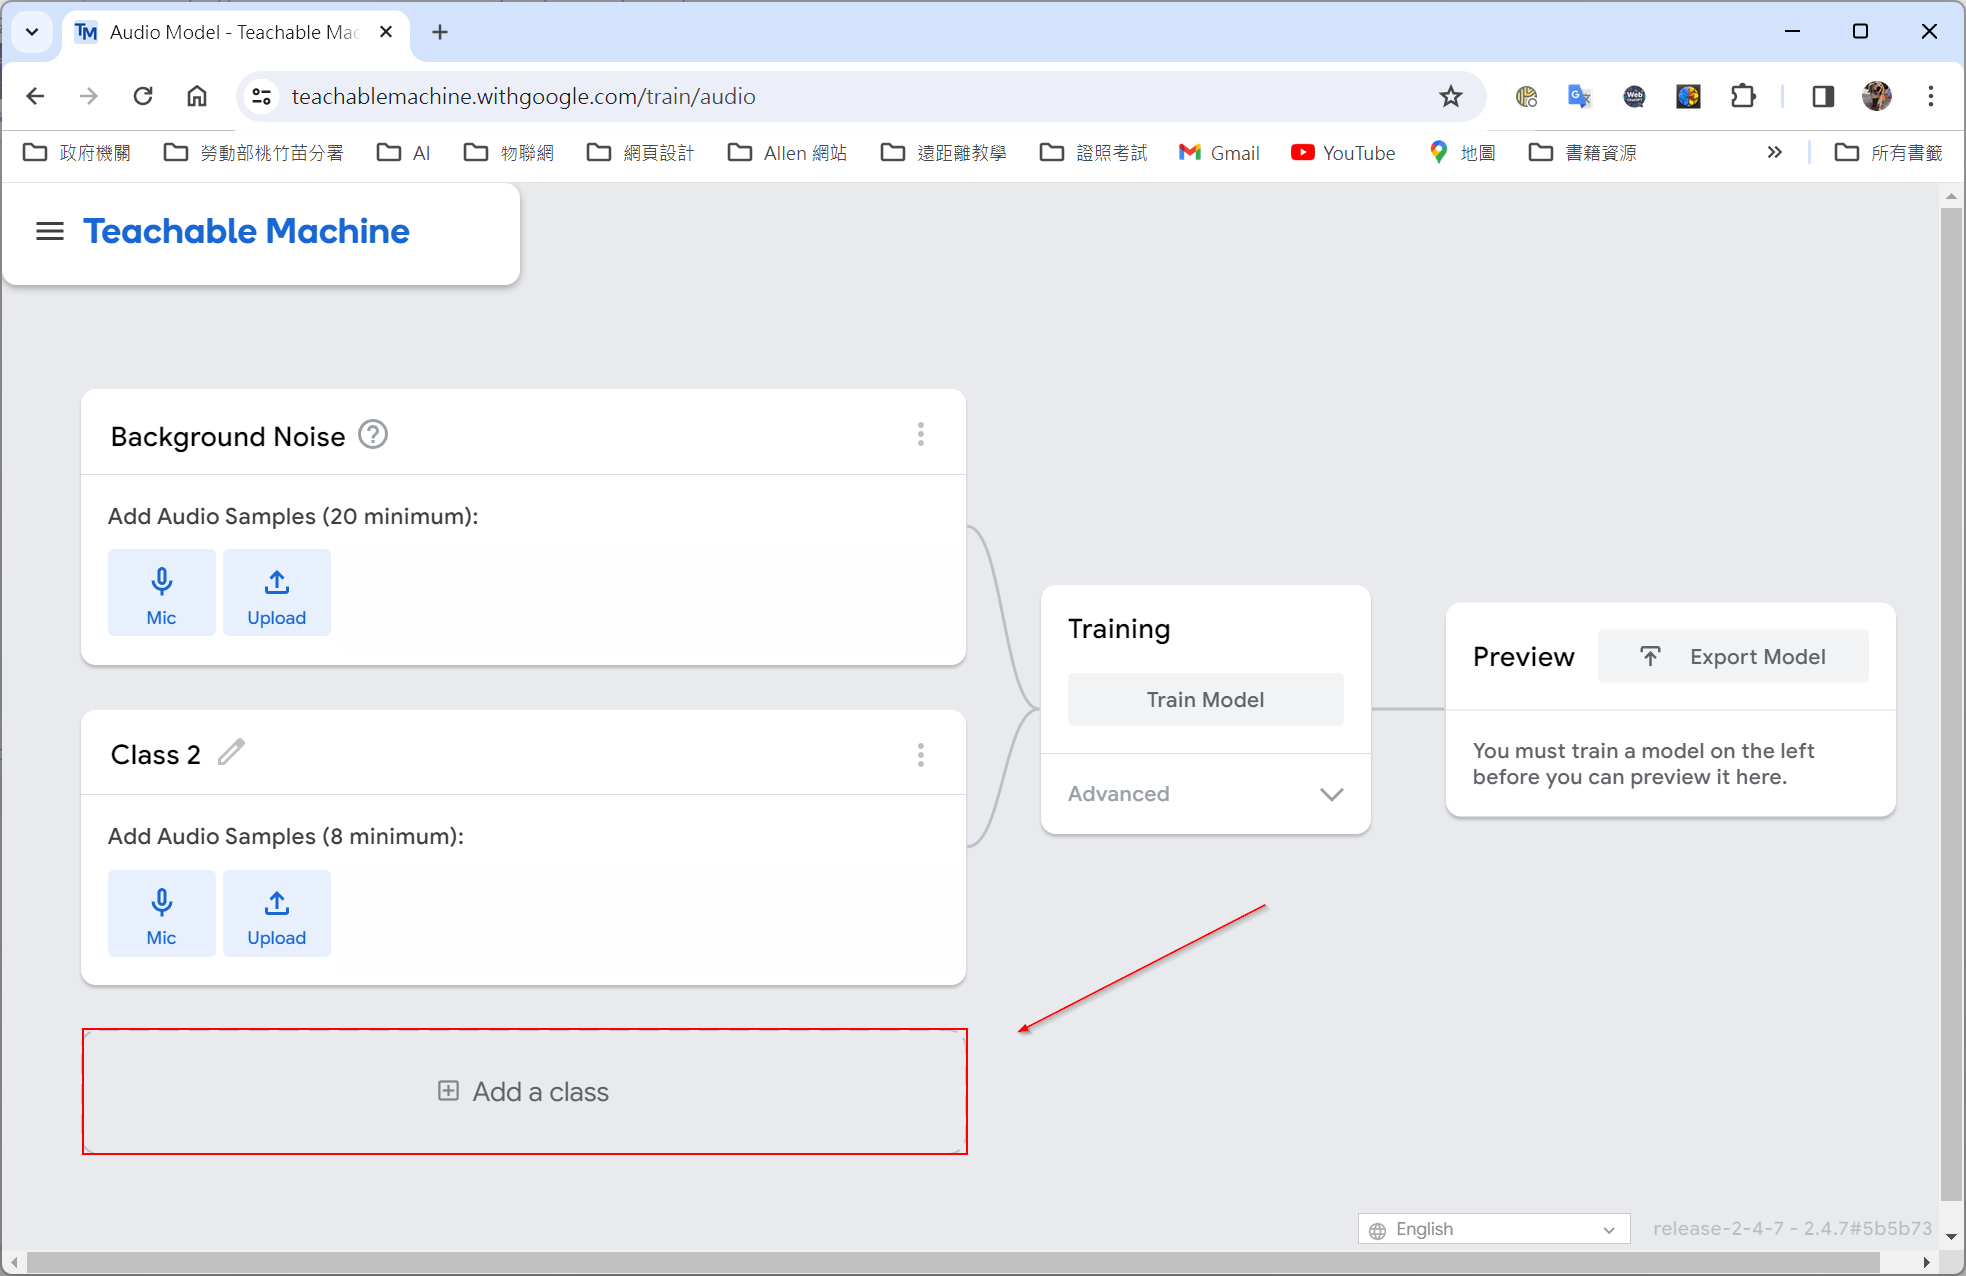 TM Audio Model - Teachable Mac
teachablemachine.withgoogle.com/train/audio
政府機關 勞動部桃竹苗分署 AI 物聯網 網頁設計 Allen 網站 遠距離教學 證照考試 Gmail YouTube 地圖 書籍資源 » 所有書籤
Teachable Machine
Background Noise
Add Audio Samples (20 minimum):
Mic Upload
Class 2
Add Audio Samples (8 minimum):
Mic Upload
Add a class
Training
Train Model
Advanced
Preview Export Model
You must train a model on the left
before you can preview it here.
English release-2-4-7 - 2.4.7#5b5b73